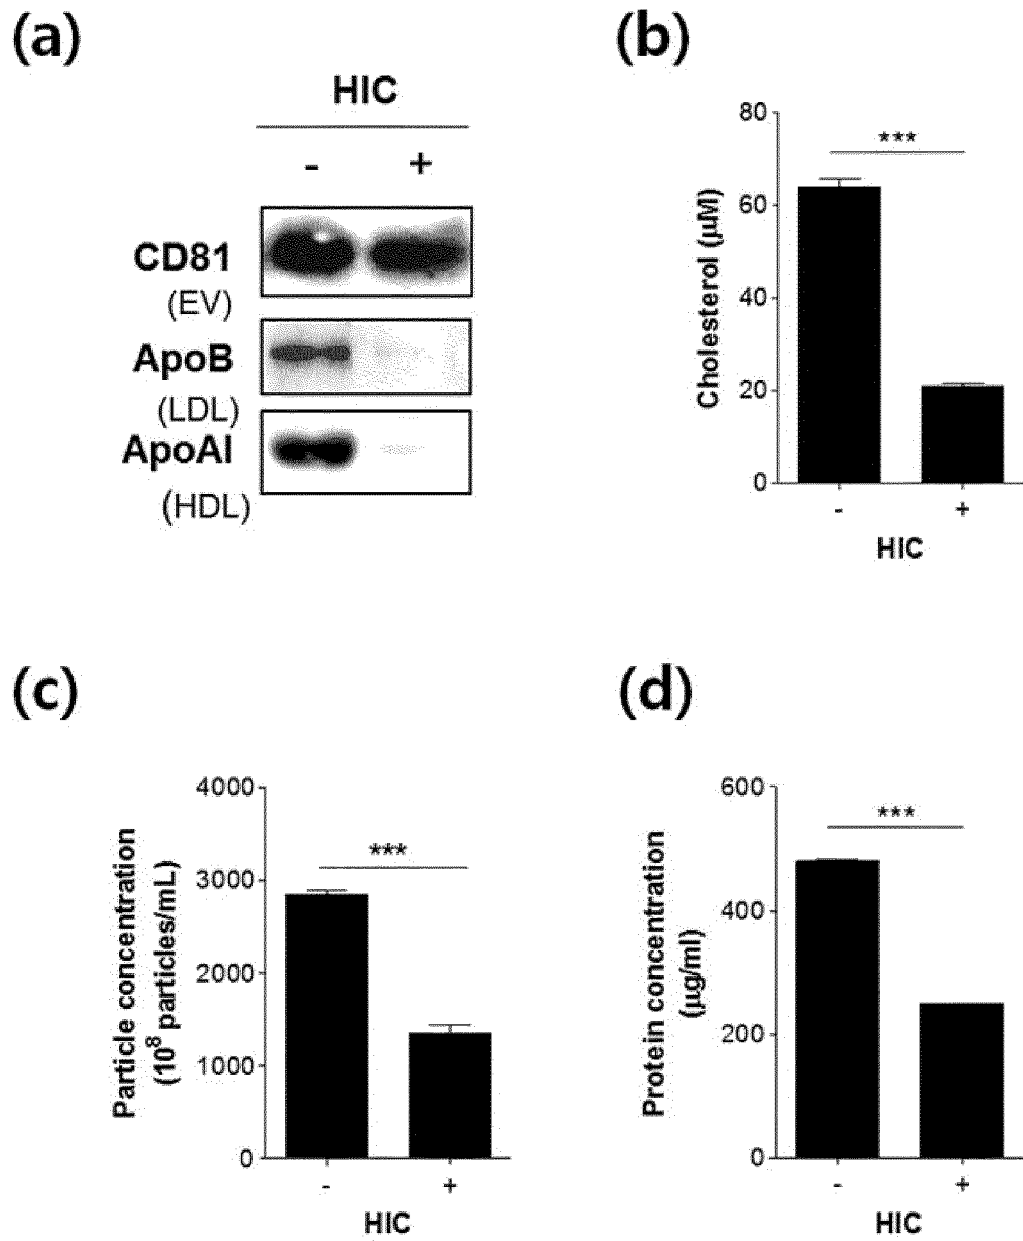 (a)
HIC
- +
CD81
(EV)
ApoB
(LDL)
ApoAI
(HDL)
(b)
Cholesterol (μM)
80
60
40
20
0
***
- +
HIC
(c)
Particle concentration
(10⁸ particles/mL)
4000
3000
2000
1000
0
***
- +
HIC
(d)
Protein concentration
(μg/ml)
600
400
200
0
***
- +
HIC